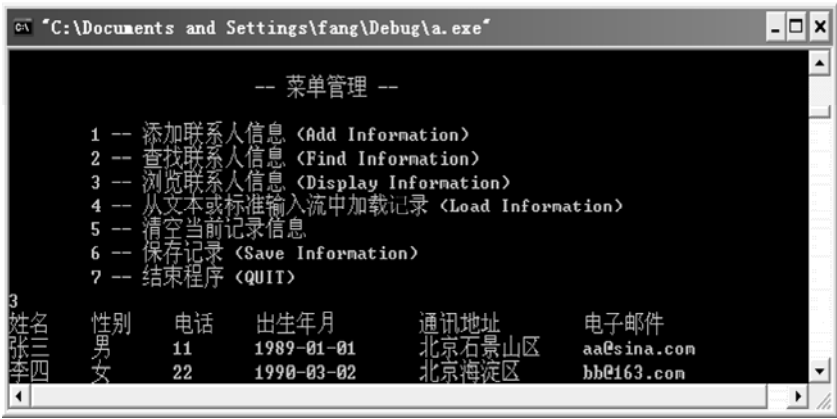 "C:\Documents and Settings\fang\Debug\a.exe"
-- 菜单管理 --
1 -- 添加联系人信息 (Add Information)
2 -- 查找联系人信息 (Find Information)
3 -- 浏览联系人信息 (Display Information)
4 -- 从文本或标准输入流中加载记录 (Load Information)
5 -- 清空当前记录信息
6 -- 保存记录 (Save Information)
7 -- 结束程序 (QUIT)
3
姓名 性别 电话 出生年月 通讯地址 电子邮件
张三 男 11 1989-01-01 北京石景山区 aa@sina.com
李四 女 22 1990-03-02 北京海淀区 bb@163.com